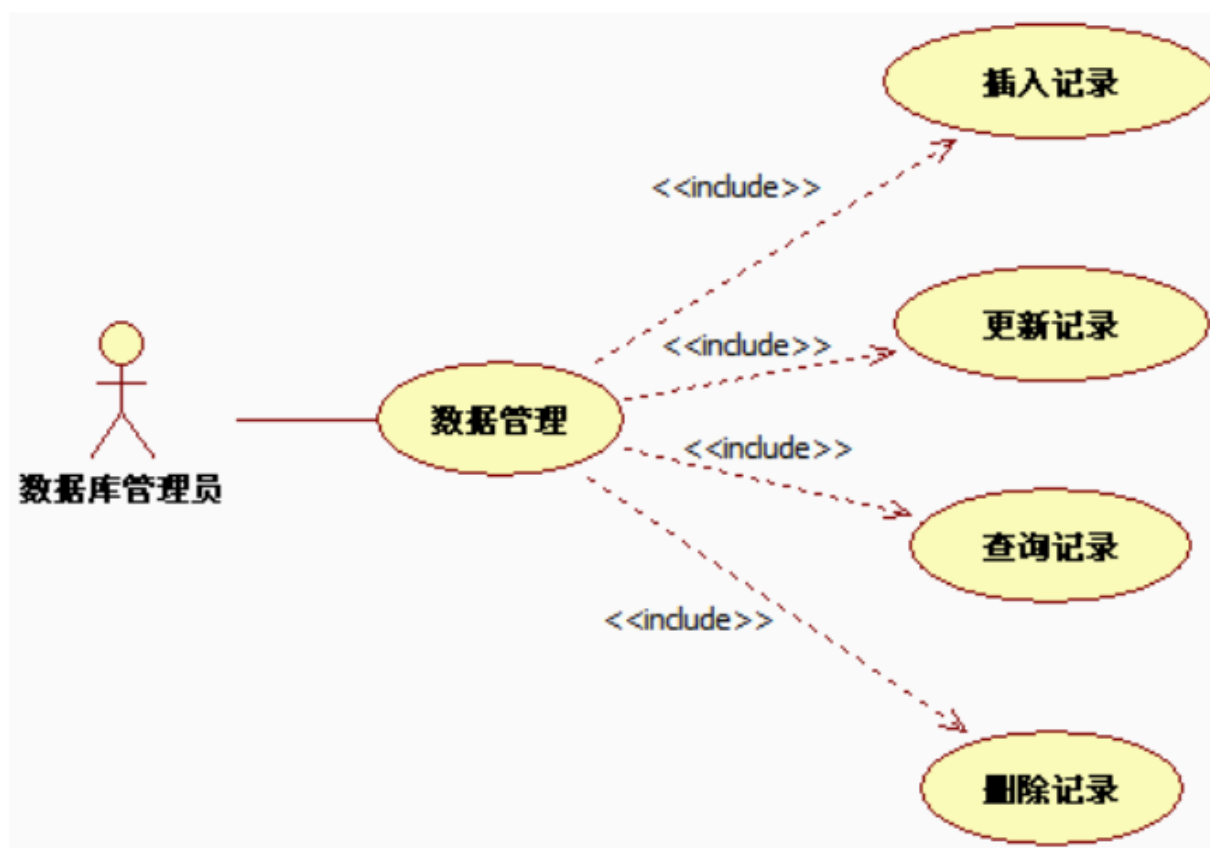 插入记录
<<include>>
更新记录
<<include>>
数据管理
<<include>>
数据库管理员
查询记录
<<include>>
删除记录